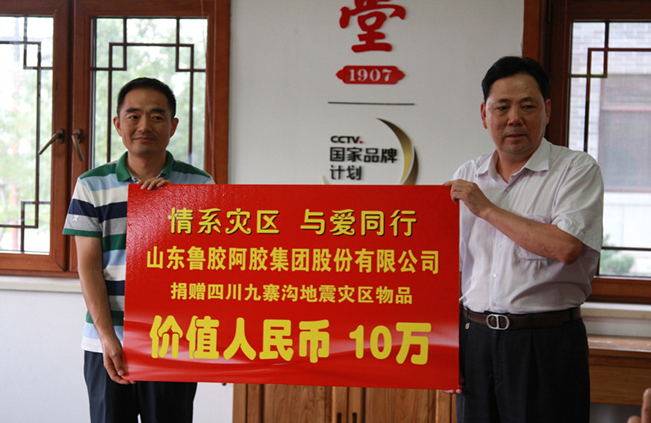 堂
1907
CCTV
国家品牌
计划
情系灾区 与爱同行
山东鲁胶阿胶集团股份有限公司
捐赠四川九寨沟地震灾区物品
价值人民币 10万